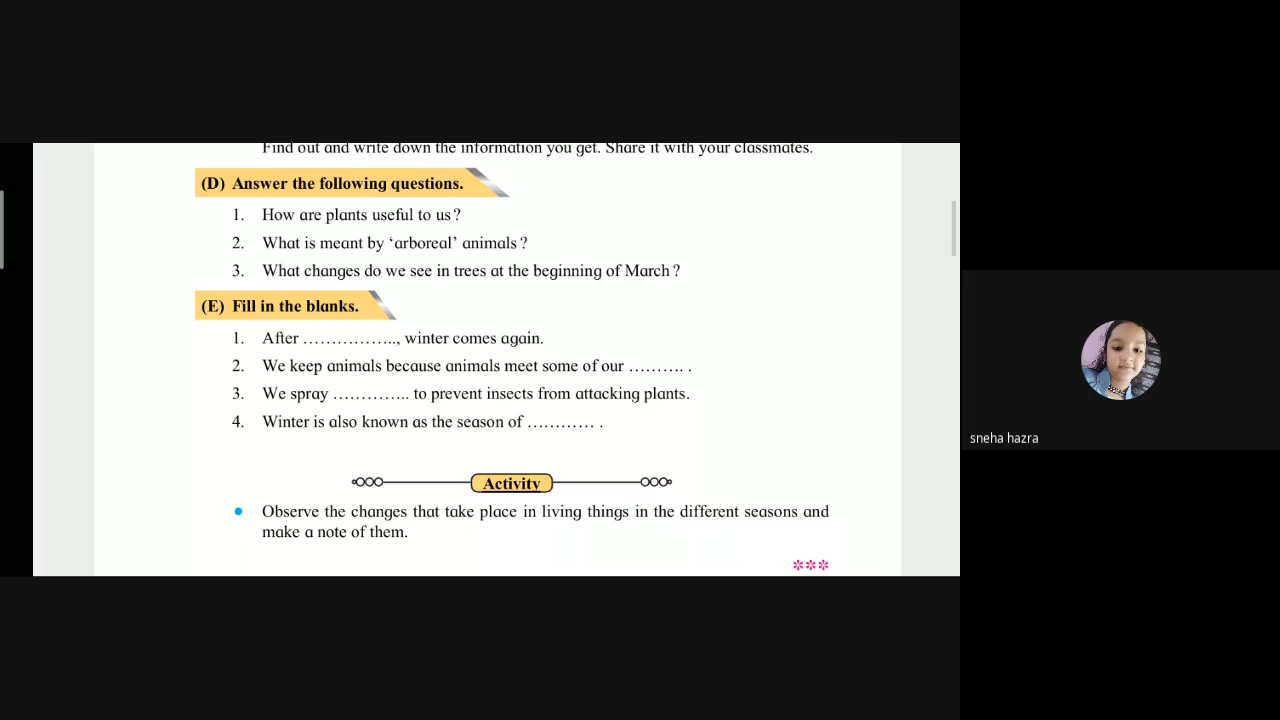 Find out and write down the information you get. Share it with your classmates.
(D) Answer the following questions.
1. How are plants useful to us ?
2. What is meant by ‘arboreal’ animals ?
3. What changes do we see in trees at the beginning of March ?
(E) Fill in the blanks.
1. After ……………..., winter comes again.
2. We keep animals because animals meet some of our ………. .
3. We spray ………….. to prevent insects from attacking plants.
4. Winter is also known as the season of ………… .
Activity
• Observe the changes that take place in living things in the different seasons and
make a note of them.
***
sneha hazra